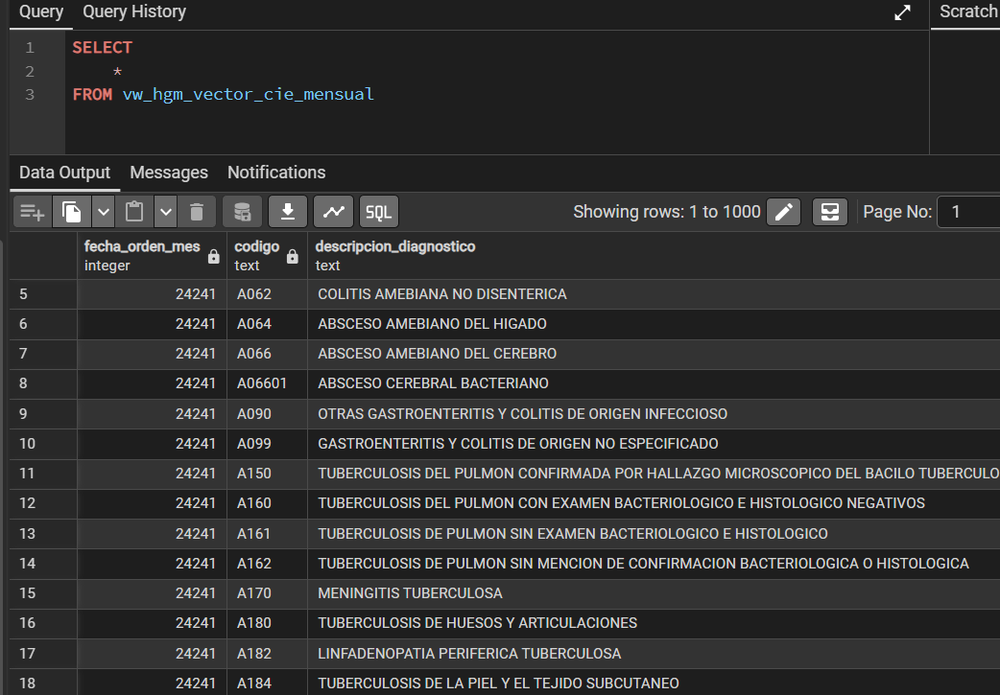 Query Query History Scratch
1 SELECT
2 *
3 FROM vw_hgm_vector_cie_mensual
Data Output Messages Notifications
SQL Showing rows: 1 to 1000 Page No: 1
fecha_orden_mes codigo descripcion_diagnostico
integer text text
5 24241 A062 COLITIS AMEBIANA NO DISENTERICA
6 24241 A064 ABSCESO AMEBIANO DEL HIGADO
7 24241 A066 ABSCESO AMEBIANO DEL CEREBRO
8 24241 A06601 ABSCESO CEREBRAL BACTERIANO
9 24241 A090 OTRAS GASTROENTERITIS Y COLITIS DE ORIGEN INFECCIOSO
10 24241 A099 GASTROENTERITIS Y COLITIS DE ORIGEN NO ESPECIFICADO
11 24241 A150 TUBERCULOSIS DEL PULMON CONFIRMADA POR HALLAZGO MICROSCOPICO DEL BACILO TUBERCULO
12 24241 A160 TUBERCULOSIS DEL PULMON CON EXAMEN BACTERIOLOGICO E HISTOLOGICO NEGATIVOS
13 24241 A161 TUBERCULOSIS DE PULMON SIN EXAMEN BACTERIOLOGICO E HISTOLOGICO
14 24241 A162 TUBERCULOSIS DE PULMON SIN MENCION DE CONFIRMACION BACTERIOLOGICA O HISTOLOGICA
15 24241 A170 MENINGITIS TUBERCULOSA
16 24241 A180 TUBERCULOSIS DE HUESOS Y ARTICULACIONES
17 24241 A182 LINFADENOPATIA PERIFERICA TUBERCULOSA
18 24241 A184 TUBERCULOSIS DE LA PIEL Y EL TEJIDO SUBCUTANEO